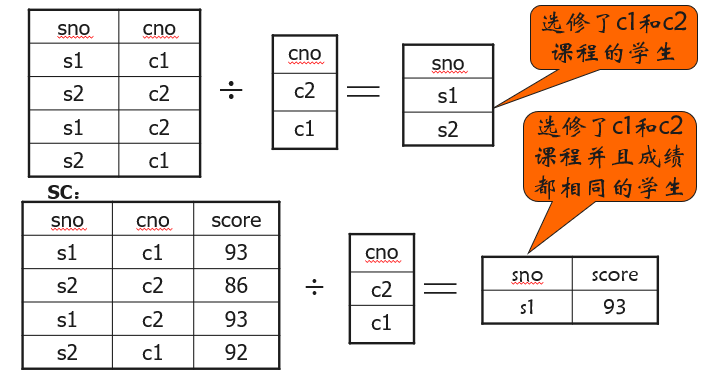 sno cno
s1 c1
s2 c2
s1 c2
s2 c1
÷
cno
c2
c1
=
sno
s1
s2
选修了c1和c2
课程的学生
SC:
sno cno score
s1 c1 93
s2 c2 86
s1 c2 93
s2 c1 92
÷
cno
c2
c1
=
sno score
s1 93
选修了c1和c2
课程并且成绩
都相同的学生